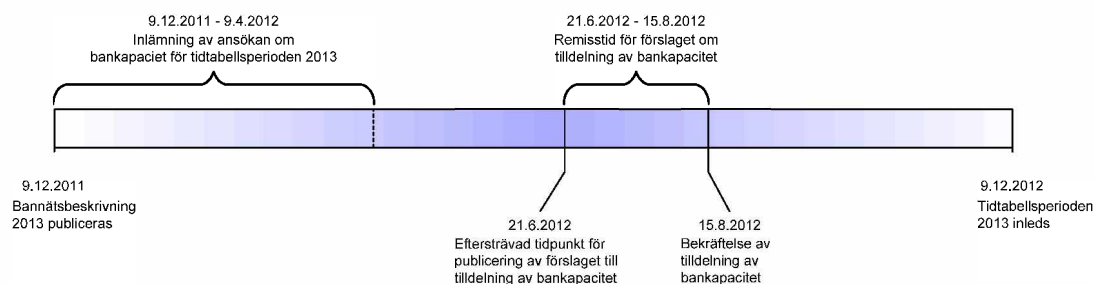 9.12.2011 - 9.4.2012
Inlämning av ansökan om
bankapaciet för tidtabellsperioden 2013
21.6.2012 - 15.8.2012
Remisstid för förslaget om
tilldelning av bankapacitet
9.12.2011
Bannätsbeskrivning
2013 publiceras
21.6.2012
Eftersträvad tidpunkt för
publicering av förslaget till
tilldelning av bankapacitet
15.8.2012
Bekräftelse av
tilldelning av
bankapacitet
9.12.2012
Tidtabellsperioden
2013 inleds